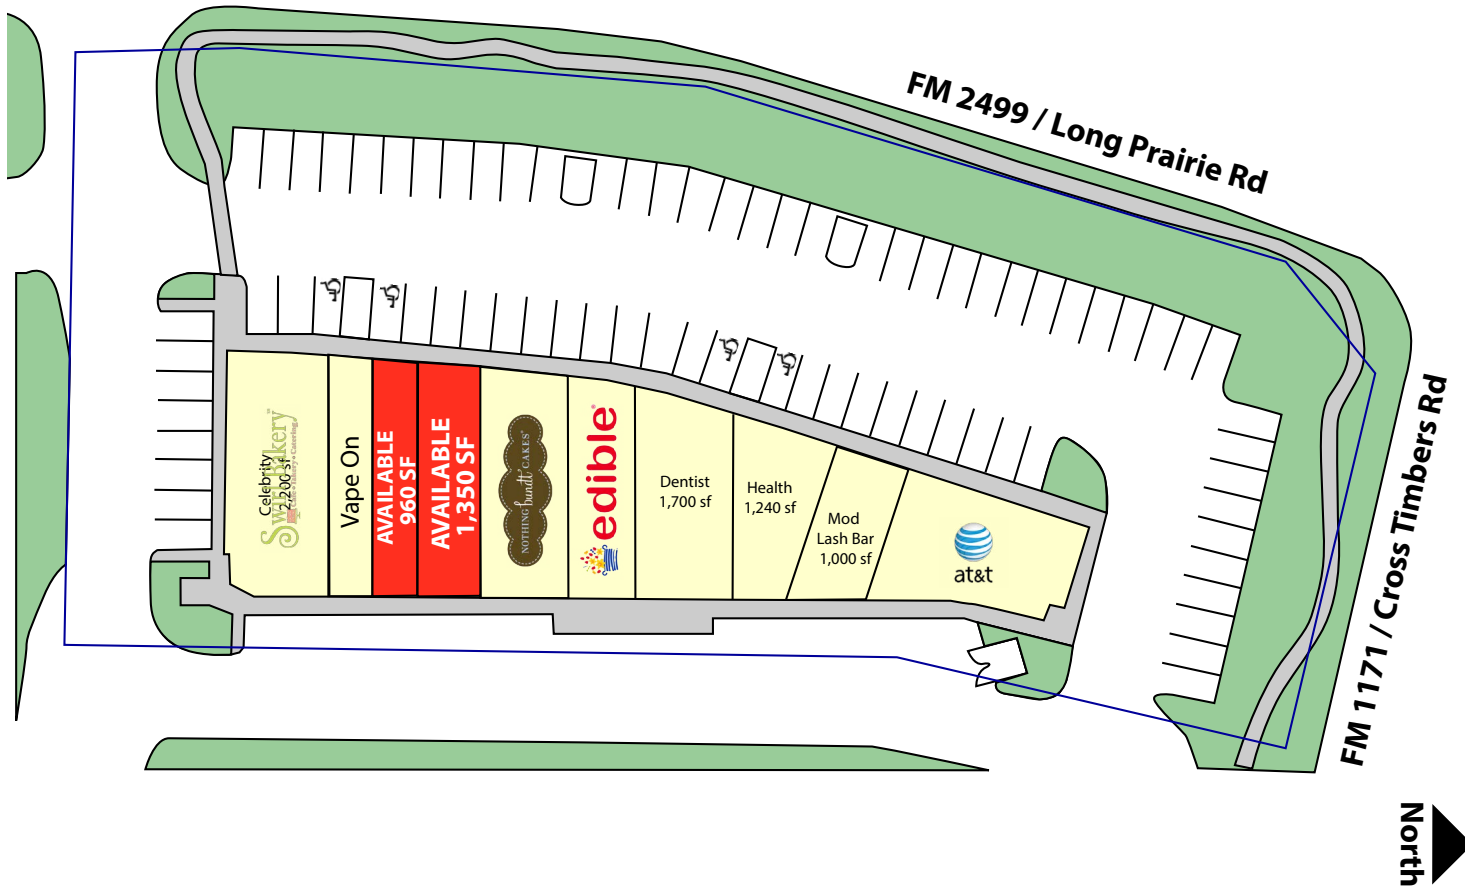 FM 2499 / Long Prairie Rd
FM 1171 / Cross Timbers Rd
Celebrity
2,200 sf
Swirl Bakery
Vape On
AVAILABLE
960 SF
AVAILABLE
1,350 SF
NOTHING bundt CAKES
edible
Dentist
1,700 sf
Health
1,240 sf
Mod
Lash Bar
1,000 sf
at&t
North